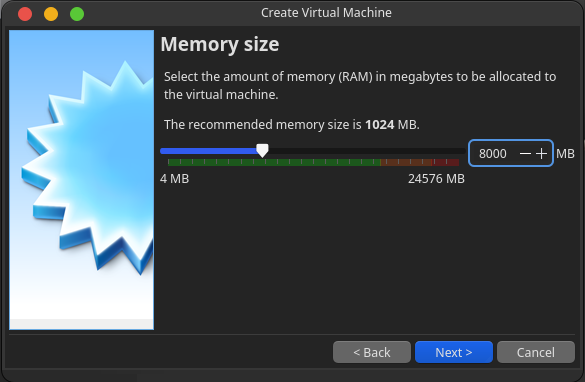 Create Virtual Machine
Memory size
Select the amount of memory (RAM) in megabytes to be allocated to
the virtual machine.
The recommended memory size is 1024 MB.
8000 MB
4 MB 24576 MB
< Back Next > Cancel